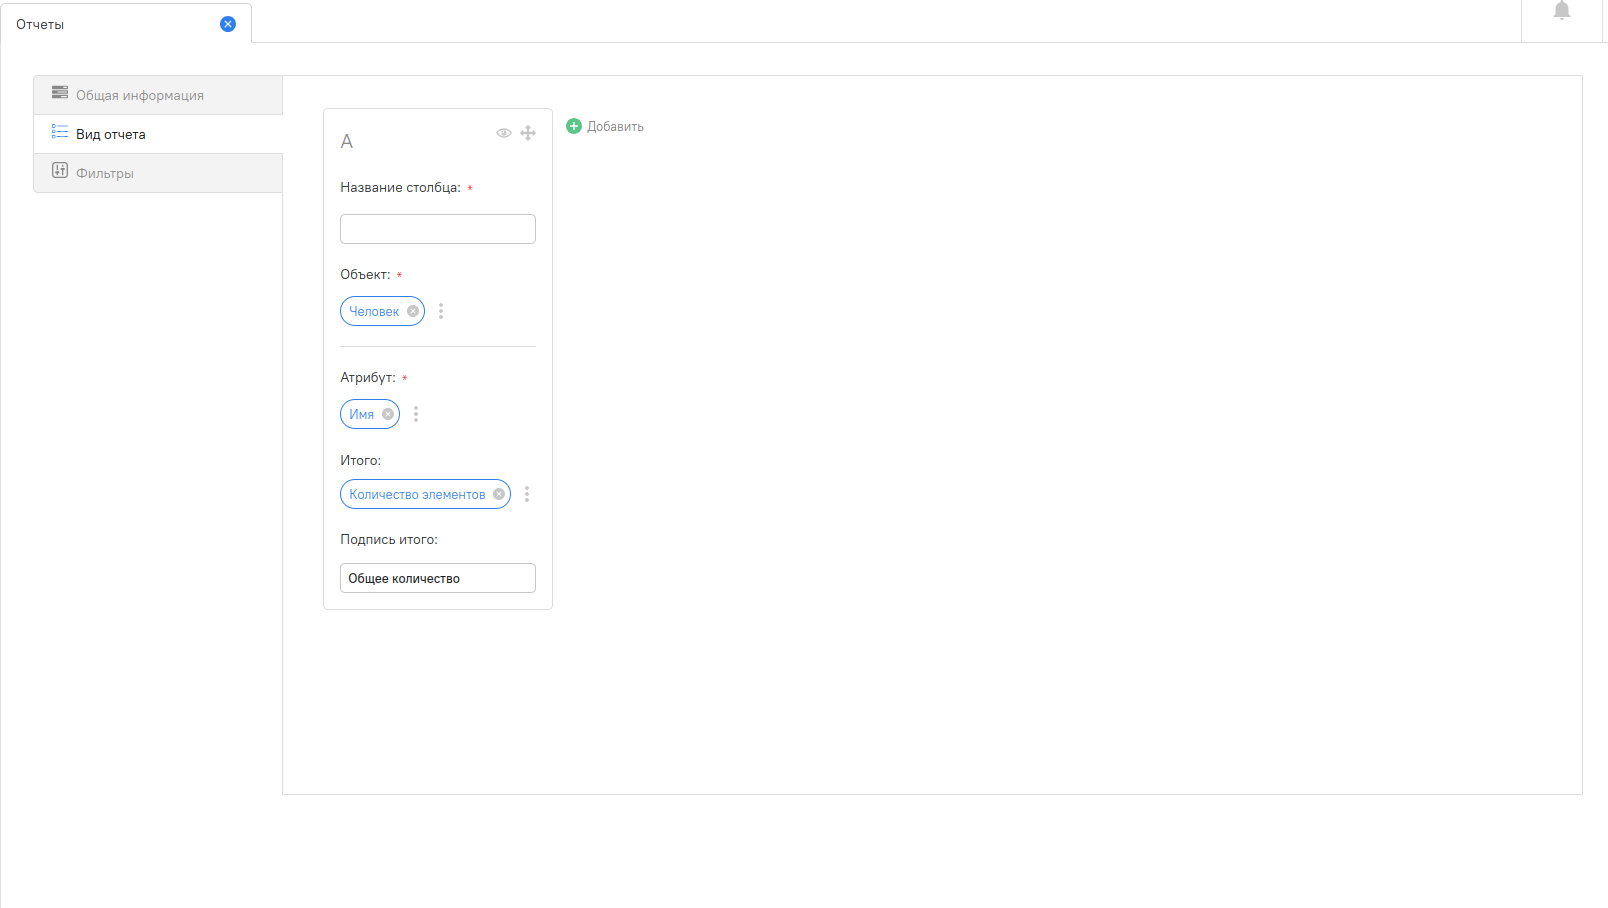 Отчеты
Общая информация
Вид отчета
Фильтры
A
Добавить
Название столбца: *
Объект: *
Человек
Атрибут: *
Имя
Итого:
Количество элементов
Подпись итого:
Общее количество